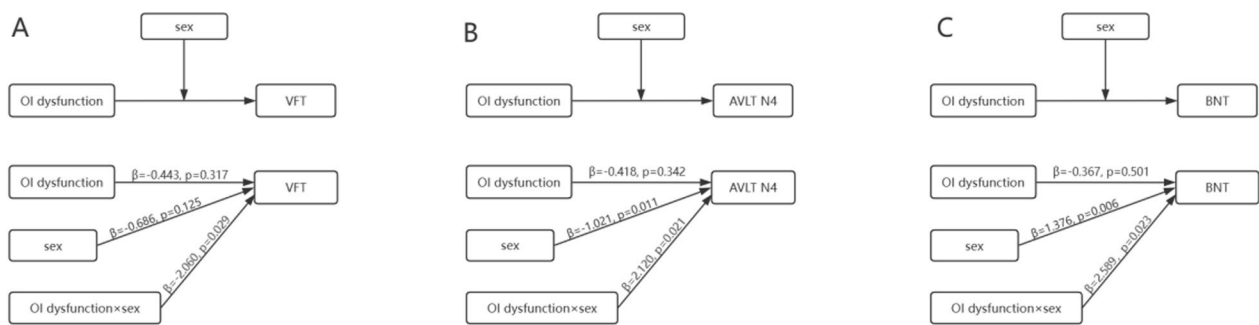 A
sex
OI dysfunction
VFT
OI dysfunction
β=-0.443, p=0.317
VFT
β=-0.686, p=0.125
sex
β=-2.060, p=0.029
OI dysfunction×sex
B
sex
OI dysfunction
AVLT N4
OI dysfunction
β=-0.418, p=0.342
AVLT N4
β=-1.021, p=0.011
sex
β=2.120, p=0.021
OI dysfunction×sex
C
sex
OI dysfunction
BNT
OI dysfunction
β=-0.367, p=0.501
BNT
β=1.376, p=0.006
sex
β=2.589, p=0.023
OI dysfunction×sex